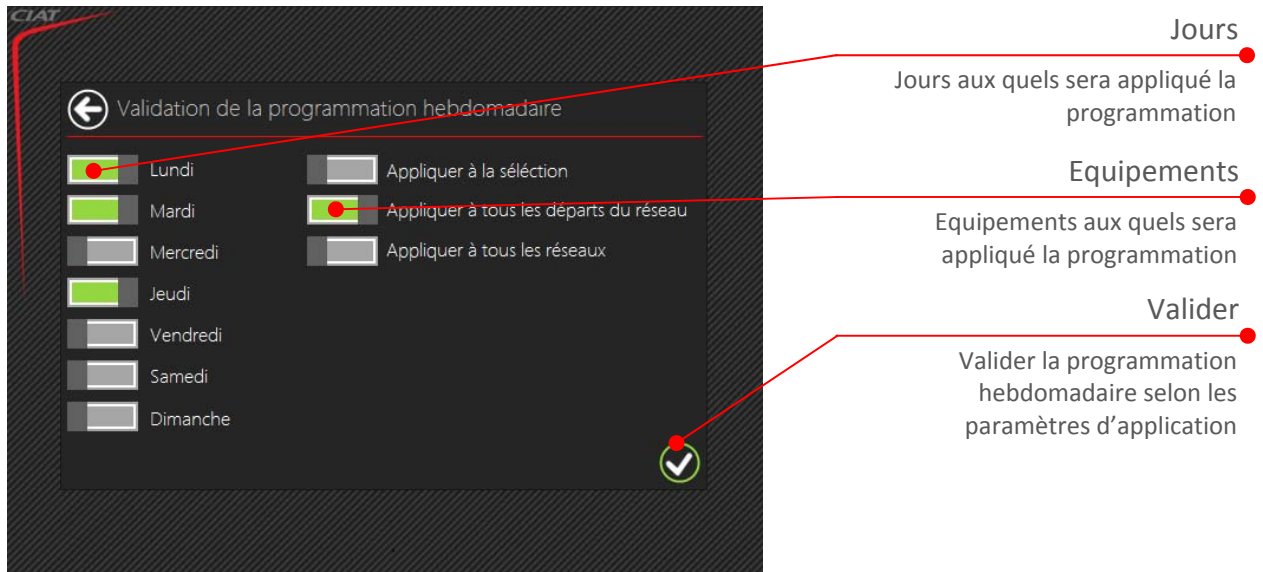 CIAT
Validation de la programmation hebdomadaire
Lundi
Mardi
Mercredi
Jeudi
Vendredi
Samedi
Dimanche
Appliquer à la séléction
Appliquer à tous les départs du réseau
Appliquer à tous les réseaux
Jours
Jours aux quels sera appliqué la
programmation
Equipements
Equipements aux quels sera
appliqué la programmation
Valider
Valider la programmation
hebdomadaire selon les
paramètres d’application